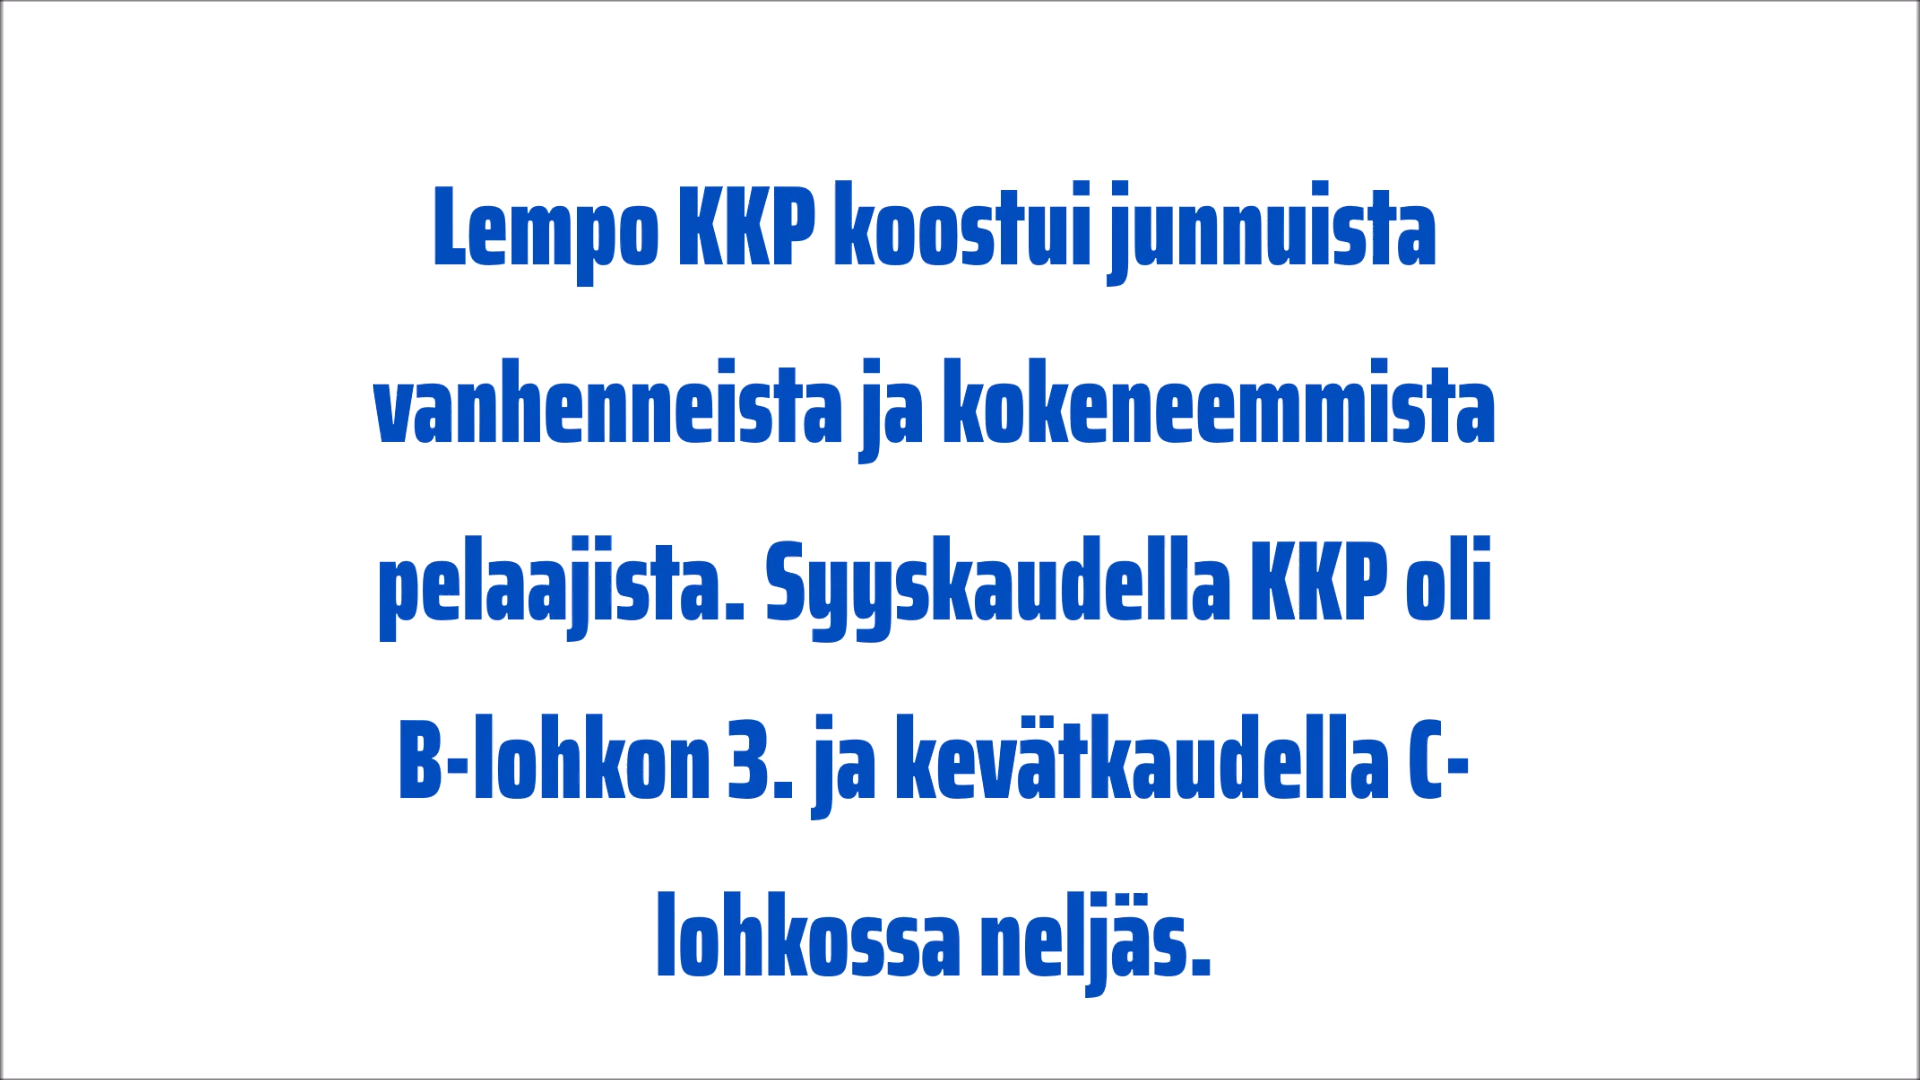 Lempo KKP koostui junnuista
vanhenneista ja kokeneemmista
pelaajista. Syyskaudella KKP oli
B-lohkon 3. ja kevätkaudella C-
lohkossa neljäs.